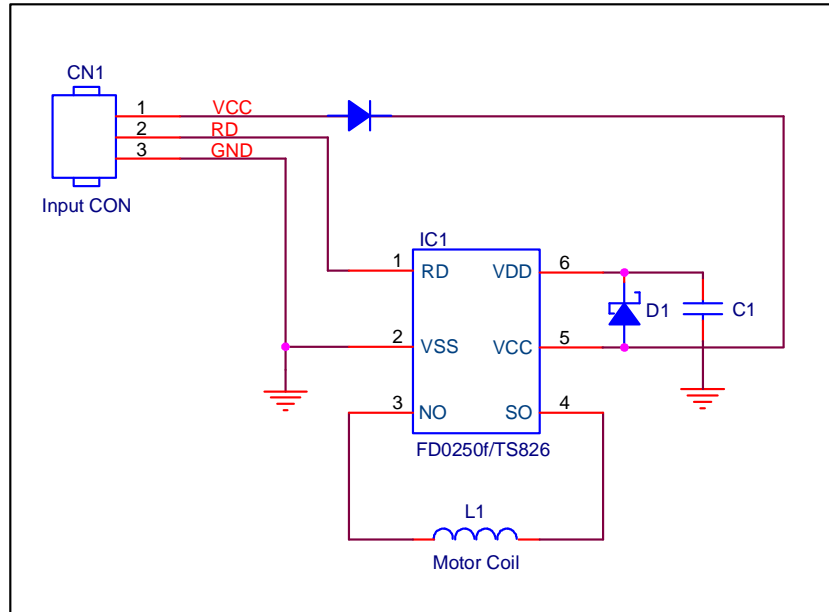 CN1
1 VCC
2 RD
3 GND
Input CON
IC1
1 RD VDD 6
D1 C1
2 VSS VCC 5
3 NO SO 4
FD0250f/TS826
L1
Motor Coil